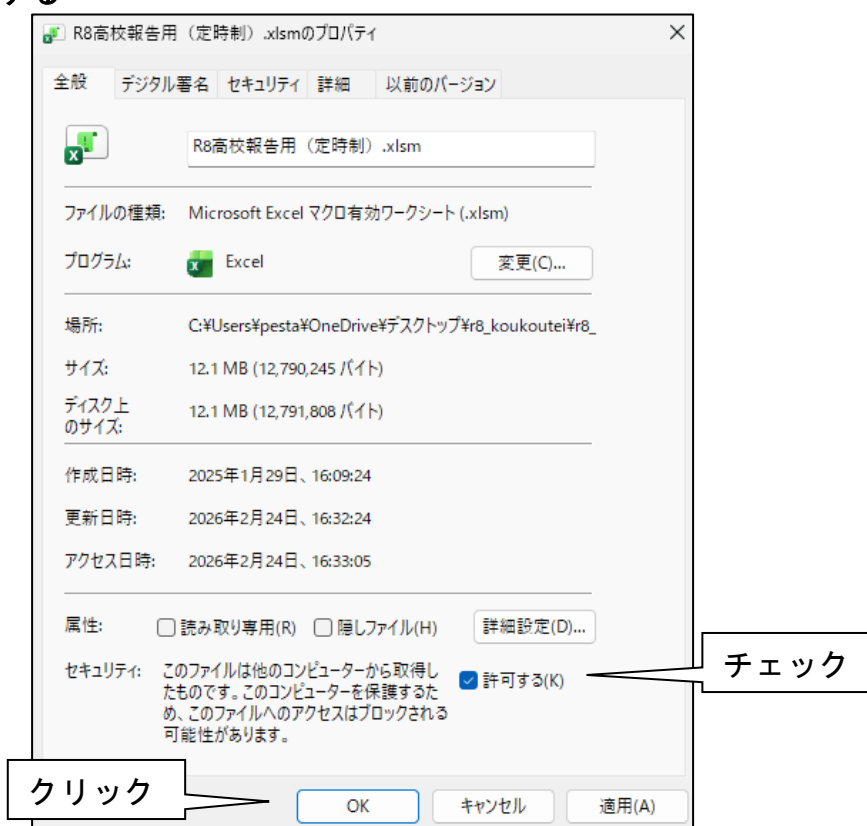 する
R8高校報告用（定時制）.xlsmのプロパティ
全般 デジタル署名 セキュリティ 詳細 以前のバージョン
R8高校報告用（定時制）.xlsm
ファイルの種類: Microsoft Excel マクロ有効ワークシート (.xlsm)
プログラム: Excel 変更(C)...
場所: C:¥Users¥pesta¥OneDrive¥デスクトップ¥r8_koukoutei¥r8_
サイズ: 12.1 MB (12,790,245 バイト)
ディスク上
のサイズ: 12.1 MB (12,791,808 バイト)
作成日時: 2025年1月29日、16:09:24
更新日時: 2026年2月24日、16:32:24
アクセス日時: 2026年2月24日、16:33:05
属性: 読み取り専用(R) 隠しファイル(H) 詳細設定(D)...
セキュリティ: このファイルは他のコンピューターから取得し
たものです。このコンピューターを保護するた
め、このファイルへのアクセスはブロックされる
可能性があります。
許可する(K)
チェック
クリック
OK キャンセル 適用(A)